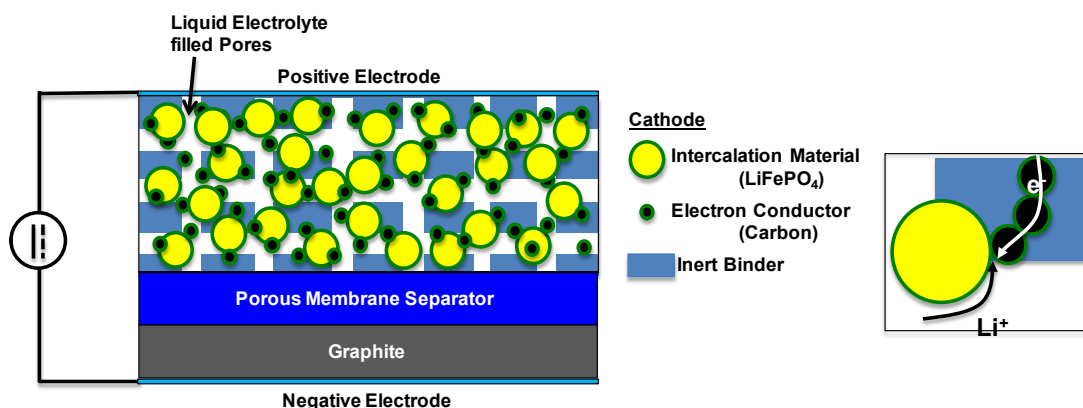 Liquid Electrolyte
filled Pores
Positive Electrode
Porous Membrane Separator
Graphite
Negative Electrode
Cathode
Intercalation Material
(LiFePO₄)
Electron Conductor
(Carbon)
Inert Binder
e⁻
Li⁺